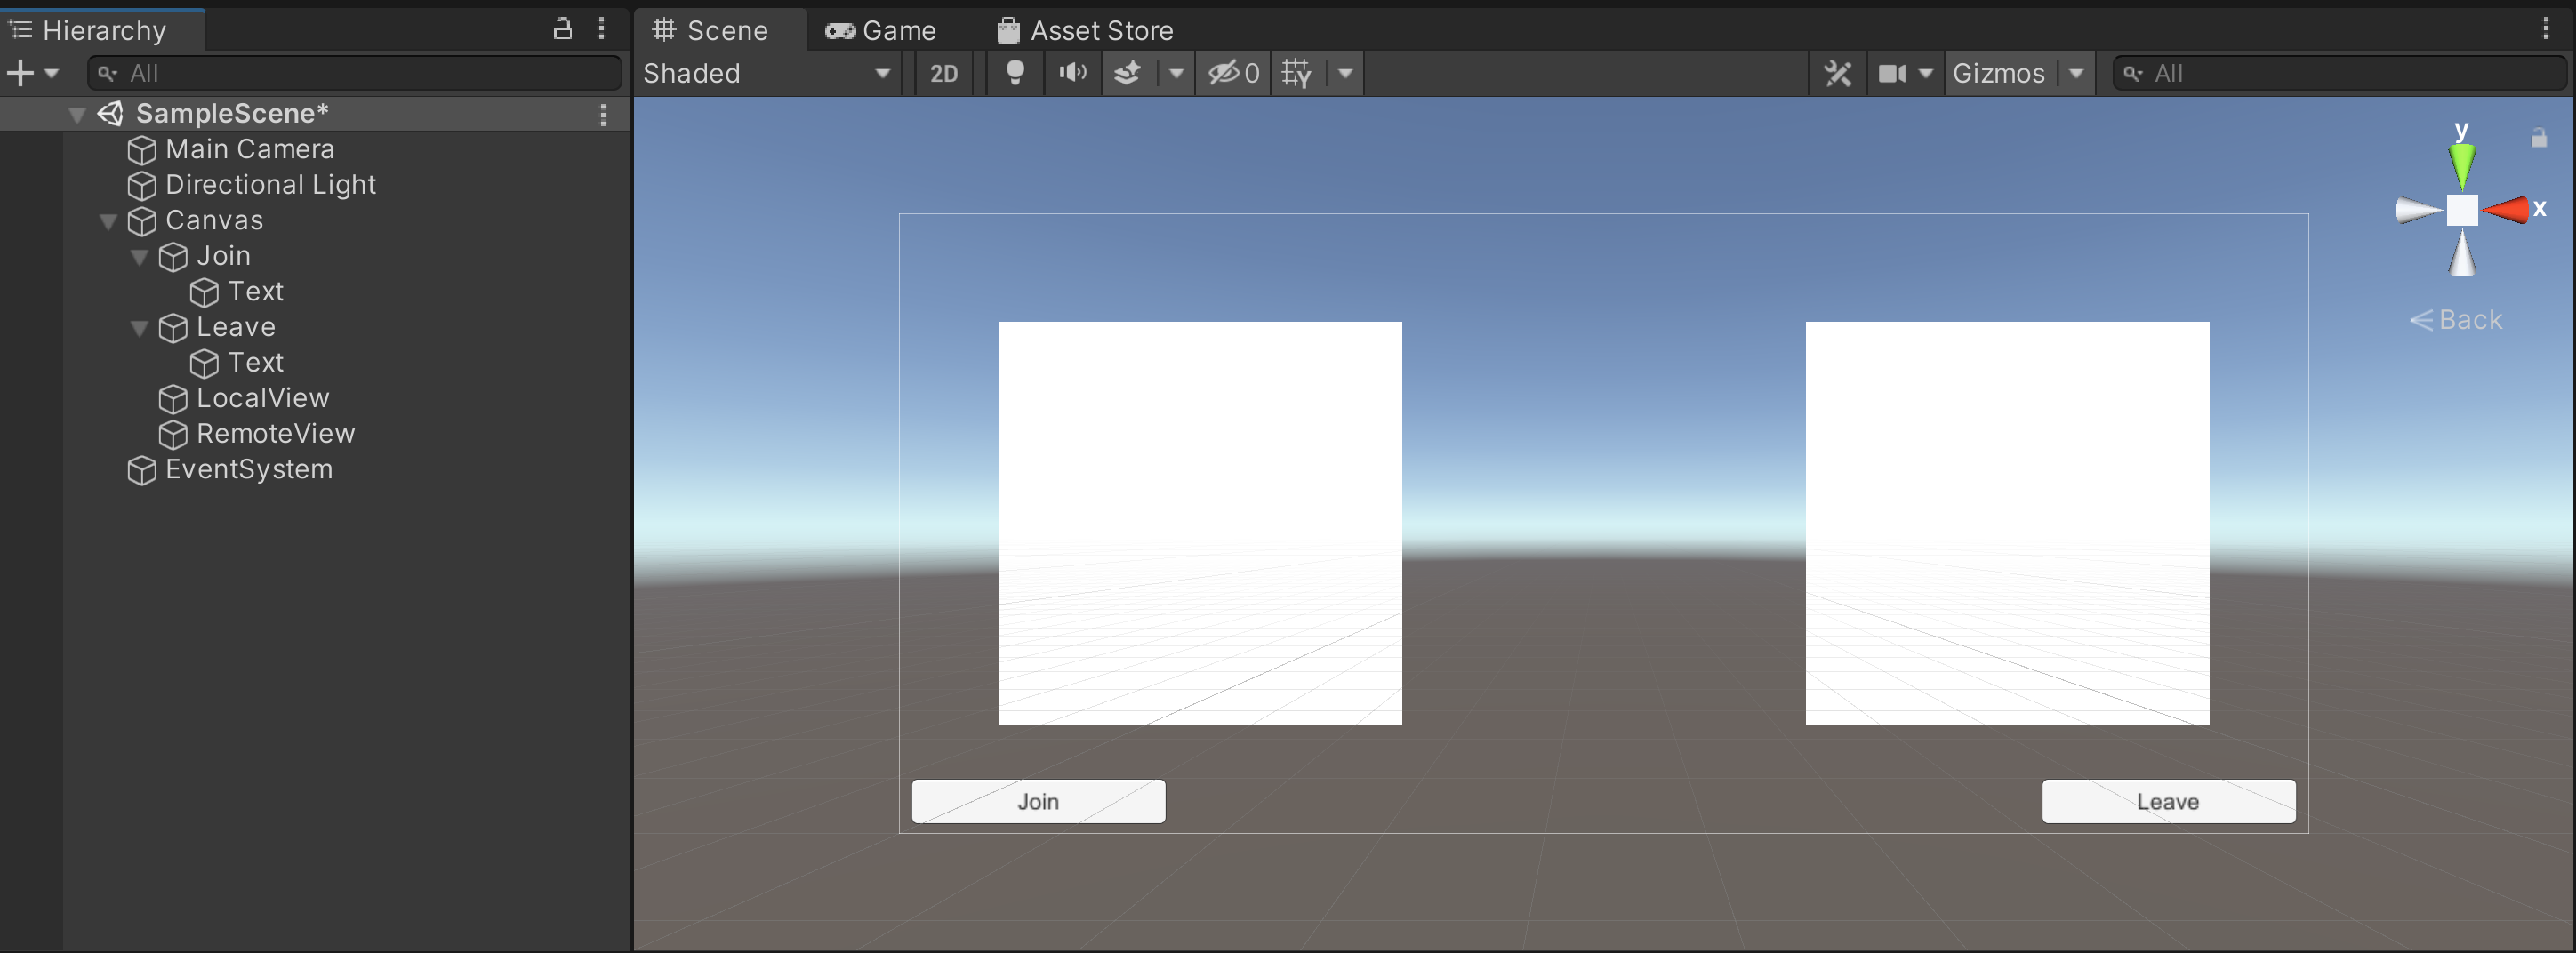 Hierarchy
All
SampleScene*
Main Camera
Directional Light
Canvas
Join
Text
Leave
Text
LocalView
RemoteView
EventSystem
Scene Game Asset Store
Shaded 2D 0 Gizmos All
y
x
Back
Join Leave